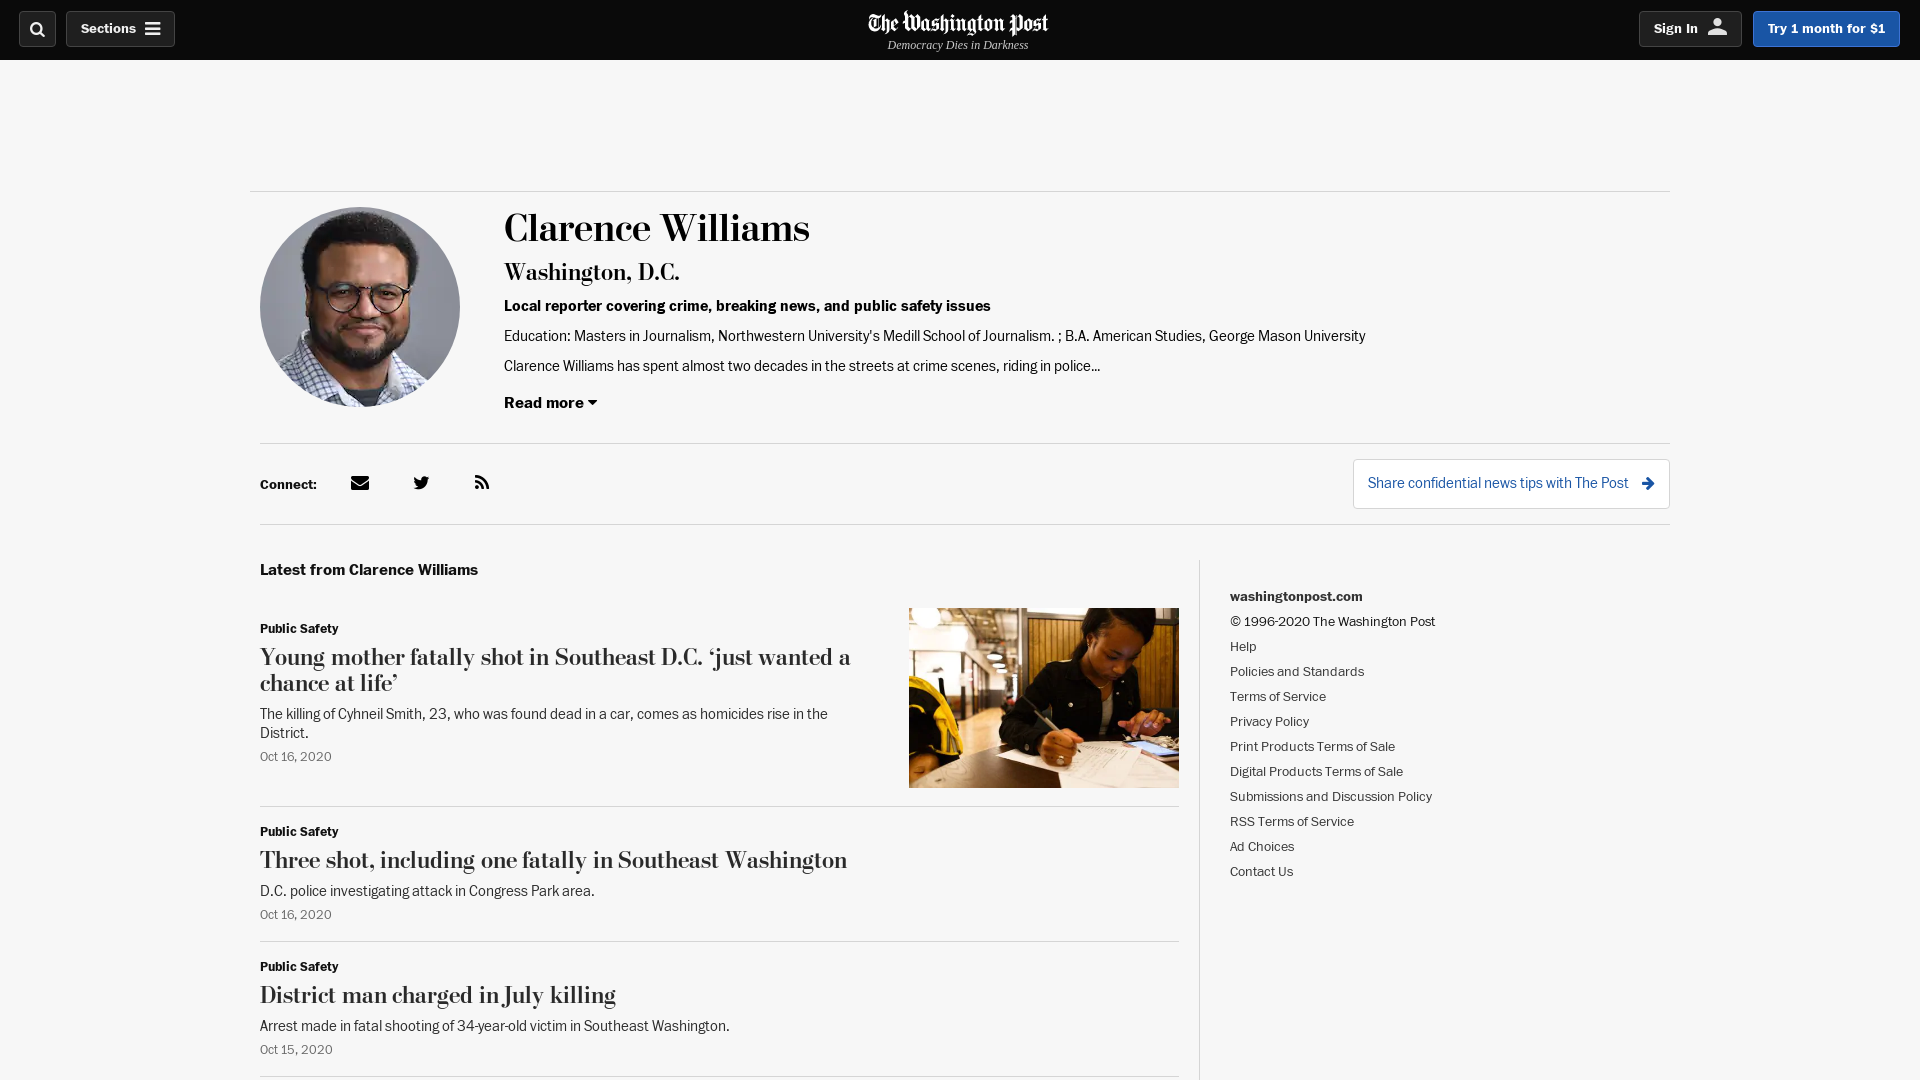 Sections
The Washington Post
Democracy Dies in Darkness
Sign In
Try 1 month for $1
Clarence Williams
Washington, D.C.
Local reporter covering crime, breaking news, and public safety issues
Education: Masters in Journalism, Northwestern University's Medill School of Journalism. ; B.A. American Studies, George Mason University
Clarence Williams has spent almost two decades in the streets at crime scenes, riding in police...
Read more
Connect:
Share confidential news tips with The Post
Latest from Clarence Williams
Public Safety
Young mother fatally shot in Southeast D.C. ‘just wanted a
chance at life’
The killing of Cyhneil Smith, 23, who was found dead in a car, comes as homicides rise in the
District.
Oct 16, 2020
Public Safety
Three shot, including one fatally in Southeast Washington
D.C. police investigating attack in Congress Park area.
Oct 16, 2020
Public Safety
District man charged in July killing
Arrest made in fatal shooting of 34-year-old victim in Southeast Washington.
Oct 15, 2020
washingtonpost.com
© 1996-2020 The Washington Post
Help
Policies and Standards
Terms of Service
Privacy Policy
Print Products Terms of Sale
Digital Products Terms of Sale
Submissions and Discussion Policy
RSS Terms of Service
Ad Choices
Contact Us